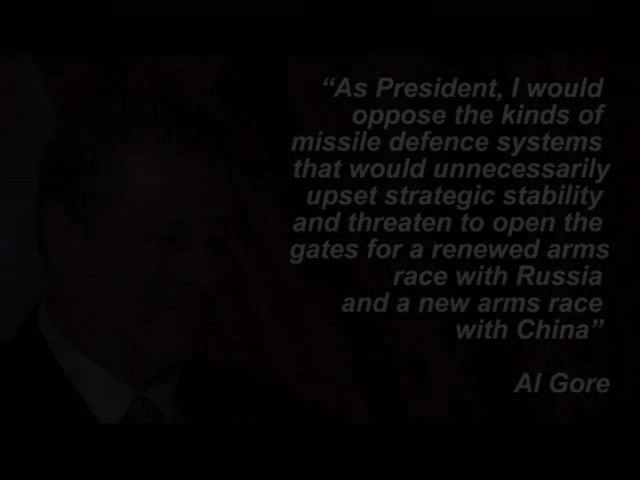 “As President, I would
oppose the kinds of
missile defence systems
that would unnecessarily
upset strategic stability
and threaten to open the
gates for a renewed arms
race with Russia
and a new arms race
with China”
Al Gore